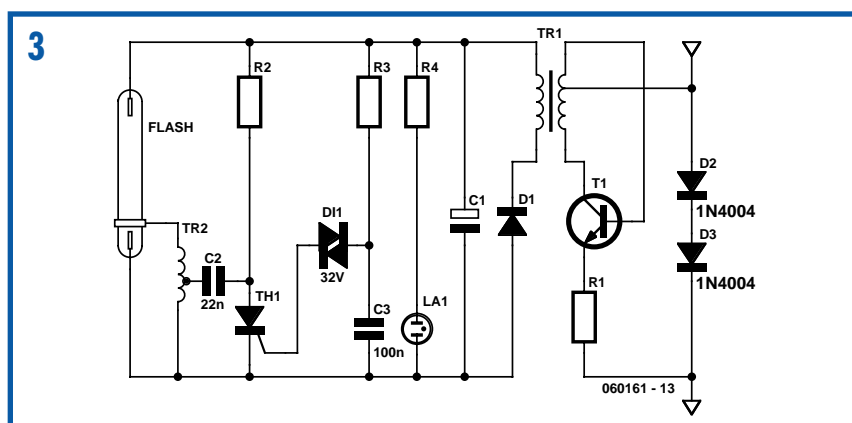 3
TR1
R2
R3
R4
FLASH
D2
T1
C1
D1
DI1
1N4004
TR2
D3
C2
32V
R1
1N4004
22n
TH1
C3
LA1
100n
060161 - 13